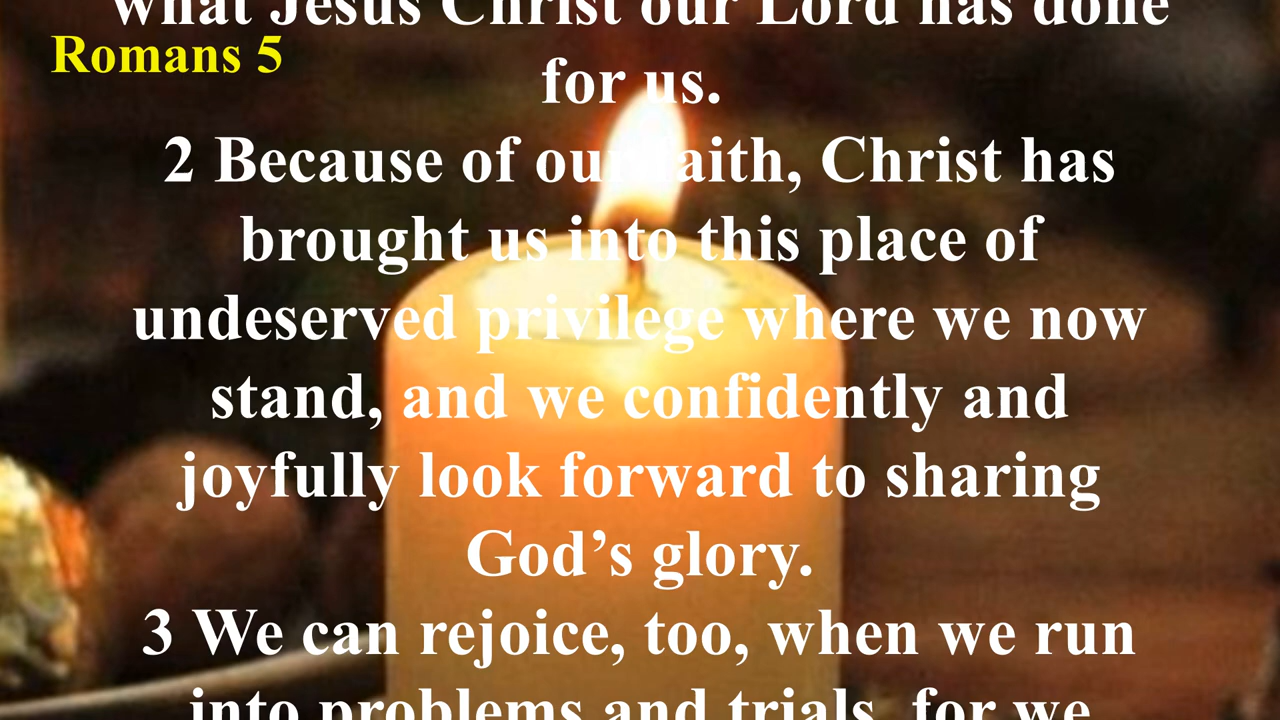 what Jesus Christ our Lord has done
Romans 5
for us.
2 Because of our faith, Christ has
brought us into this place of
undeserved privilege where we now
stand, and we confidently and
joyfully look forward to sharing
God’s glory.
3 We can rejoice, too, when we run
into problems and trials, for we